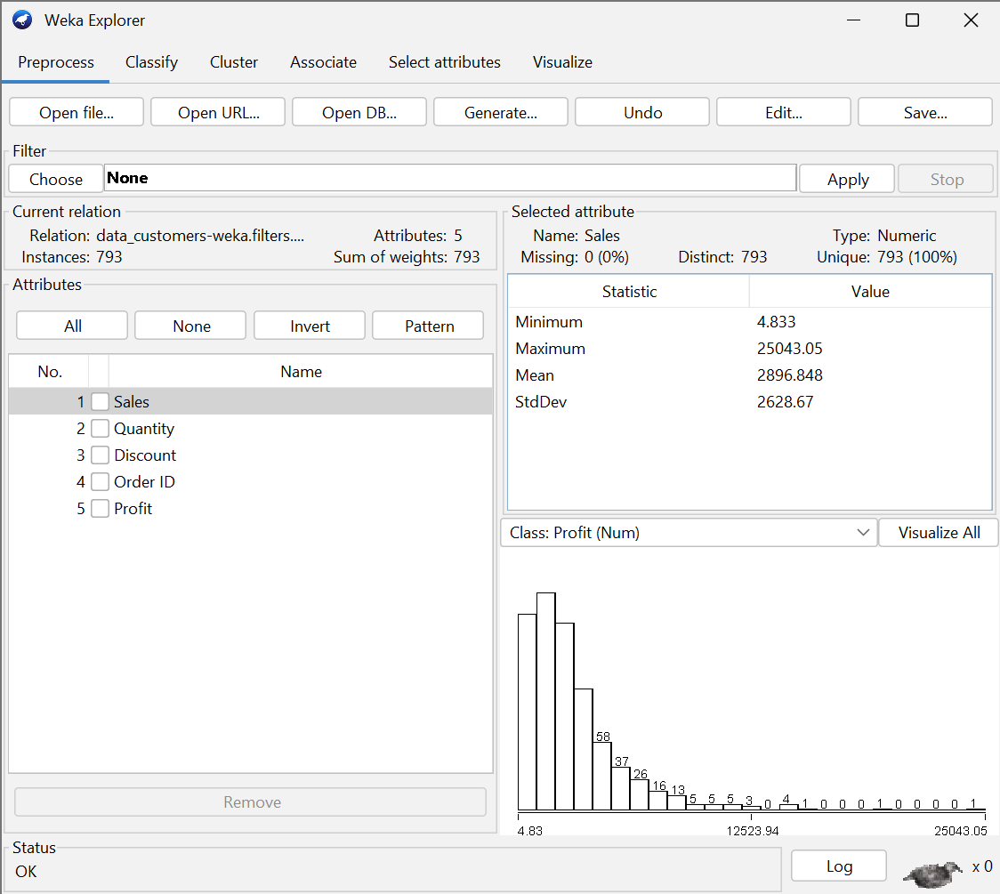 Weka Explorer
Preprocess Classify Cluster Associate Select attributes Visualize
Open file... Open URL... Open DB... Generate... Undo Edit... Save...
Filter
Choose None Apply Stop
Current relation
Relation: data_customers-weka.filters.... Attributes: 5
Instances: 793 Sum of weights: 793
Attributes
All None Invert Pattern
No. Name
1 Sales
2 Quantity
3 Discount
4 Order ID
5 Profit
Remove
Selected attribute
Name: Sales Type: Numeric
Missing: 0 (0%) Distinct: 793 Unique: 793 (100%)
Statistic Value
Minimum 4.833
Maximum 25043.05
Mean 2896.848
StdDev 2628.67
Class: Profit (Num) Visualize All
58 37 26 16 13 5 5 5 3 0 4 1 0 0 0 1 0 0 0 0 1
4.83 12523.94 25043.05
Status
OK
Log x 0